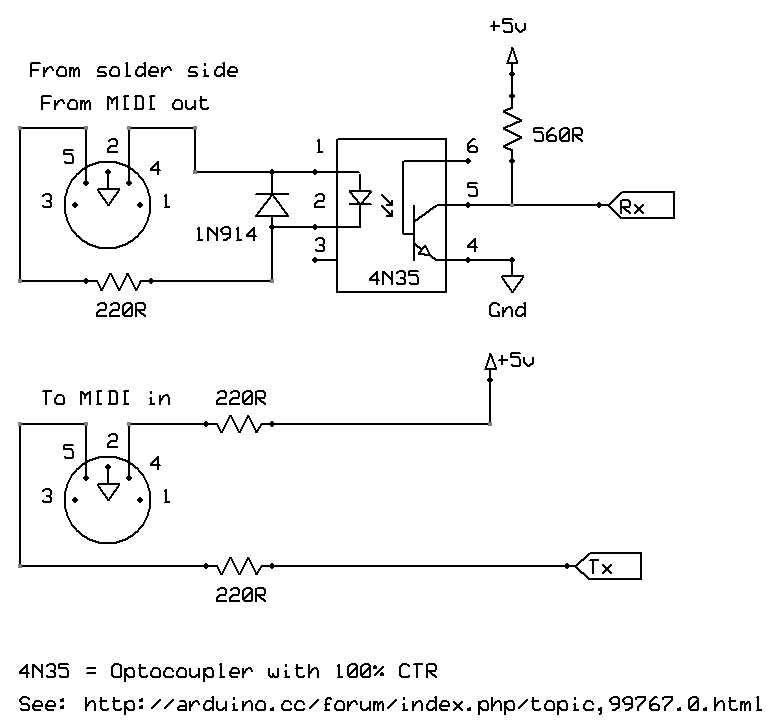 +5v
From solder side
From MIDI out
5 2 4
3 1
1
2
3
6
5
4
560R
Rx
1N914
4N35
220R
Gnd
+5v
To MIDI in
220R
5 2 4
3 1
Tx
220R
4N35 = Optocoupler with 100% CTR
See: http://arduino.cc/forum/index.php/topic,99767.0.html